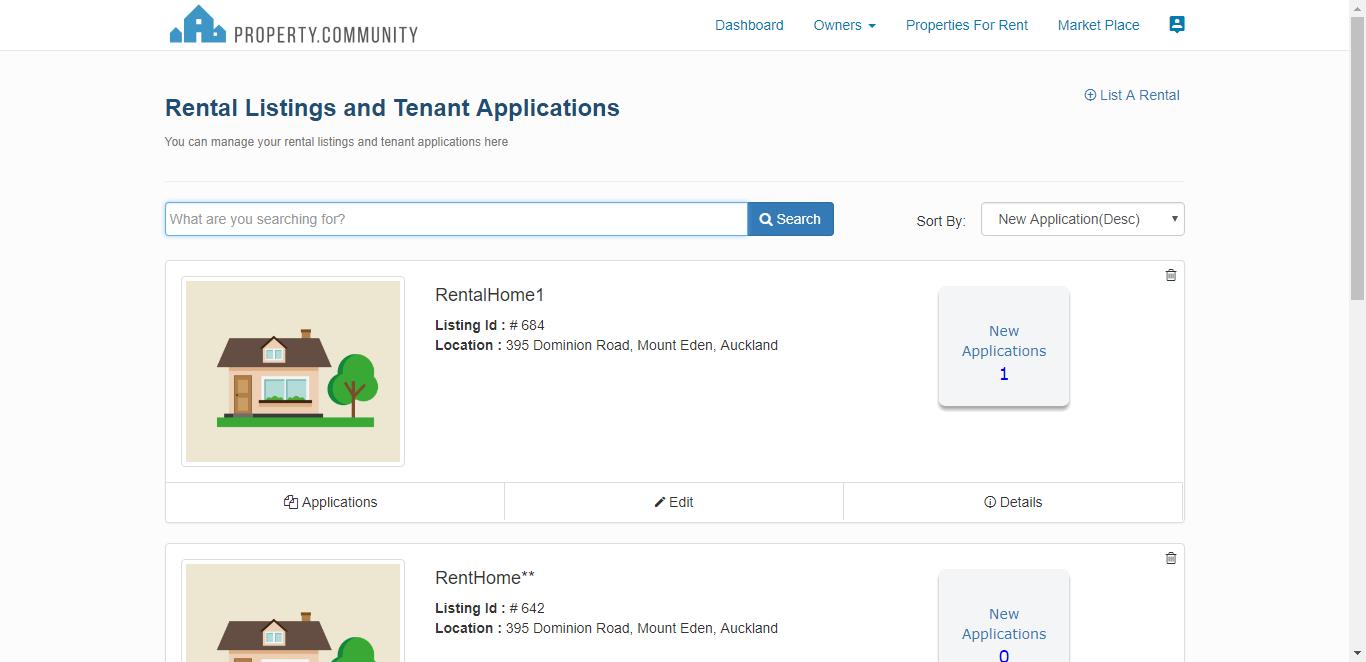 PROPERTY.COMMUNITY
Dashboard
Owners
Properties For Rent
Market Place
Rental Listings and Tenant Applications
List A Rental
You can manage your rental listings and tenant applications here
What are you searching for?
Search
Sort By:
New Application(Desc)
RentalHome1
Listing Id : # 684
Location : 395 Dominion Road, Mount Eden, Auckland
New
Applications
1
Applications
Edit
Details
RentHome**
Listing Id : # 642
Location : 395 Dominion Road, Mount Eden, Auckland
New
Applications
0